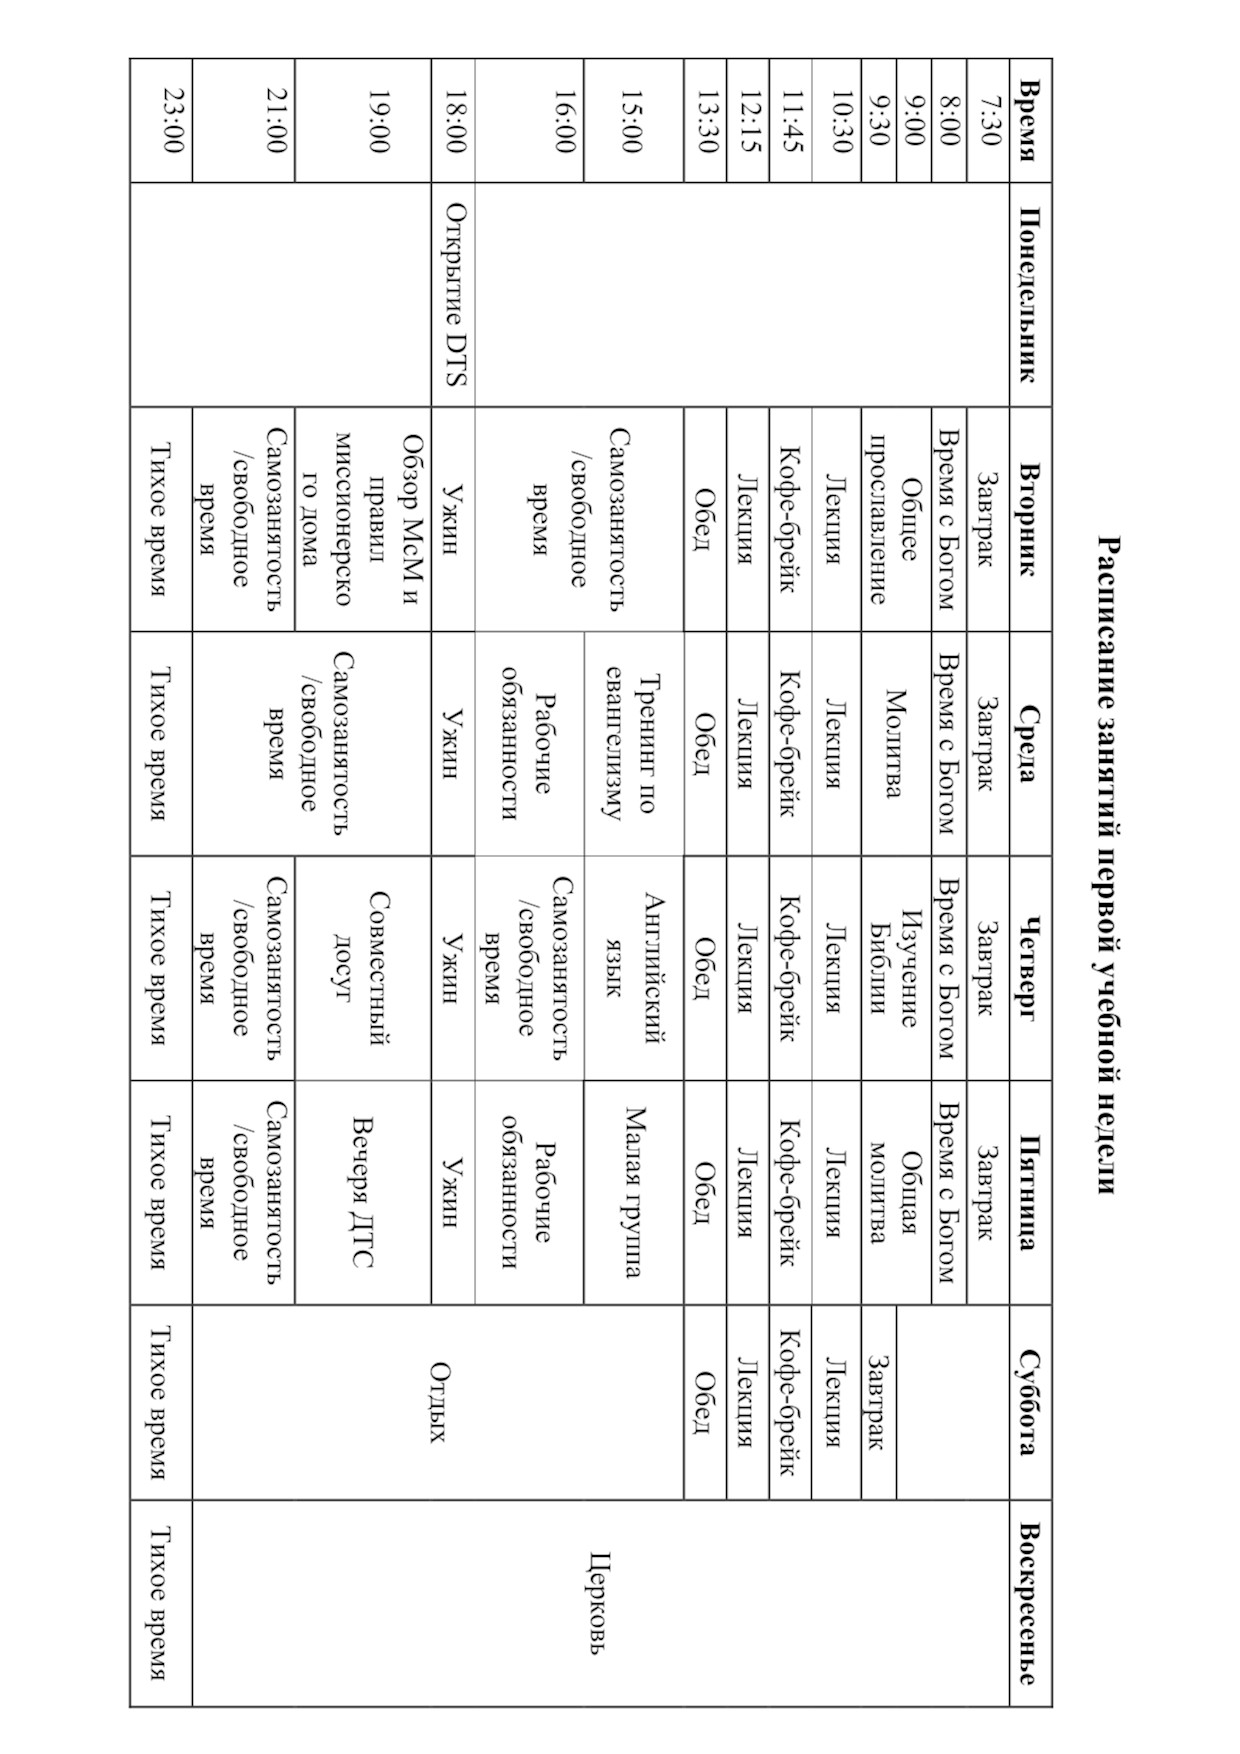 Расписание занятий первой учебной недели
Время Понедельник Вторник Среда Четверг Пятница Суббота Воскресенье
7:30 Завтрак Завтрак Завтрак Завтрак
8:00 Время с Богом Время с Богом Время с Богом Время с Богом
9:00 Общее Молитва Изучение Общая
9:30 прославление Библии молитва Завтрак
10:30 Лекция Лекция Лекция Лекция Лекция
11:45 Кофе-брейк Кофе-брейк Кофе-брейк Кофе-брейк Кофе-брейк
12:15 Лекция Лекция Лекция Лекция Лекция
13:30 Обед Обед Обед Обед Обед
15:00 Самозанятость Тренинг по Английский Малая группа
евангелизму язык
16:00 /свободное Рабочие Самозанятость Рабочие
время обязанности /свободное обязанности
время
Церковь
18:00 Открытие DTS Ужин Ужин Ужин Ужин Отдых
19:00 Обзор МсМ и Самозанятость Совместный Вечеря ДТС
правил /свободное досуг
миссионерско время
го дома
21:00 Самозанятость Самозанятость Самозанятость
/свободное /свободное /свободное
время время время
23:00 Тихое время Тихое время Тихое время Тихое время Тихое время Тихое время